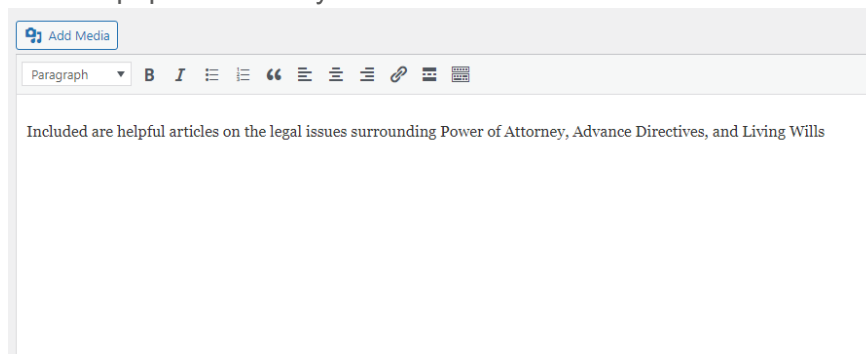 Add Media
Paragraph
Included are helpful articles on the legal issues surrounding Power of Attorney, Advance Directives, and Living Wills